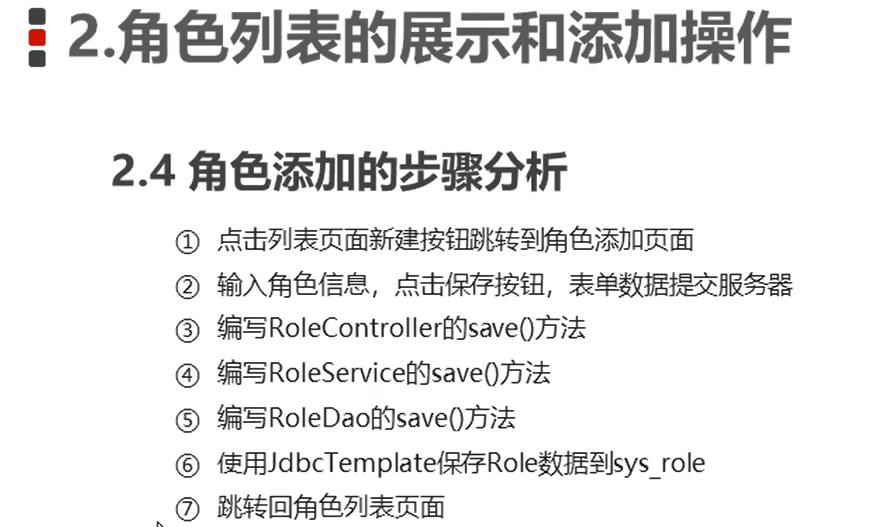 2.角色列表的展示和添加操作
2.4 角色添加的步骤分析
① 点击列表页面新建按钮跳转到角色添加页面
② 输入角色信息，点击保存按钮，表单数据提交服务器
③ 编写RoleController的save()方法
④ 编写RoleService的save()方法
⑤ 编写RoleDao的save()方法
⑥ 使用JdbcTemplate保存Role数据到sys_role
⑦ 跳转回角色列表页面